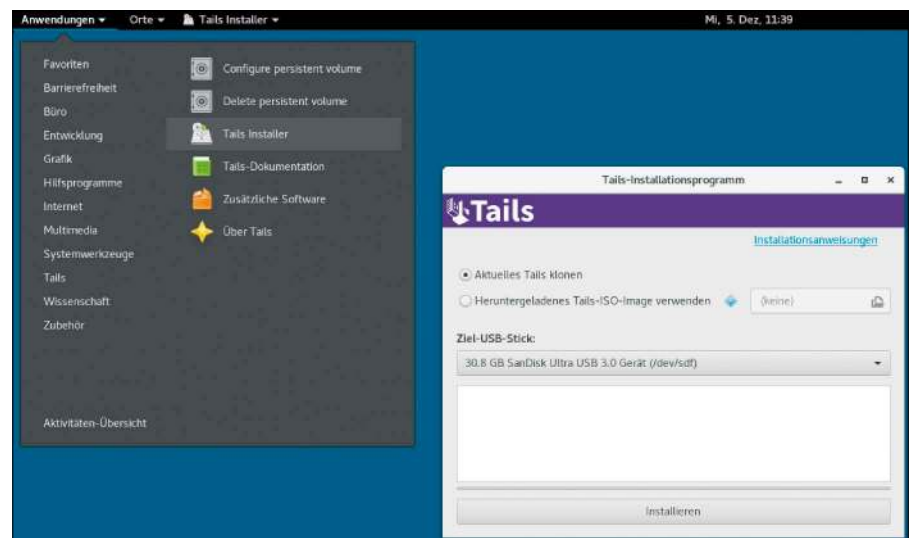 Anwendungen Orte Tails Installer Mi, 5. Dez, 11:39
Favoriten
Barrierefreiheit
Büro
Entwicklung
Grafik
Hilfsprogramme
Internet
Multimedia
Systemwerkzeuge
Tails
Wissenschaft
Zubehör
Aktivitäten-Übersicht
Configure persistent volume
Delete persistent volume
Tails Installer
Tails-Dokumentation
Zusätzliche Software
Über Tails
Tails-Installationsprogramm
Tails
Installationsanweisungen
Aktuelles Tails klonen
Heruntergeladenes Tails-ISO-Image verwenden (keine)
Ziel-USB-Stick:
30.8 GB SanDisk Ultra USB 3.0 Gerät (/dev/sdf)
Installieren